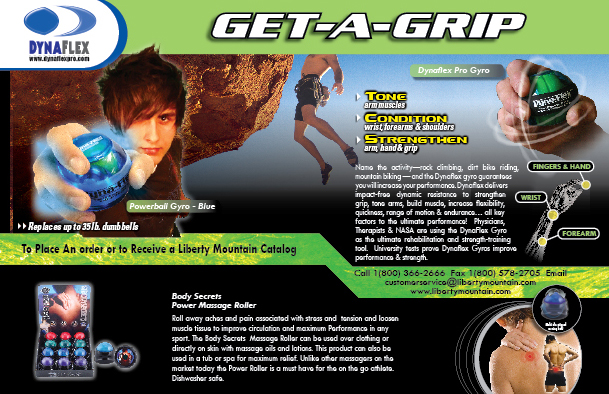 GET-A-GRIP
DYNAFLEX
www.dynaflexpro.com
Dynaflex Pro Gyro
TONE
arm muscles
CONDITION
wrist, forearms & shoulders
STRENGTHEN
arm, hand & grip
Name the activity—rock climbing, dirt bike riding,
mountain biking — and the Dynaflex gyro guarantees
you will increase your performance. Dynaflex delivers
impact-free dynamic resistance to strengthen
grip, tone arms, build muscle, increase flexibility,
quickness, range of motion & endurance... all key
factors to the ultimate performance! Physicians,
Therapists & NASA are using the DynaFlex Gyro
as the ultimate rehabilitation and strength-training
tool. University tests prove Dynaflex Gyros improve
performance & strength.
FINGERS & HAND
WRIST
FOREARM
Powerball Gyro - Blue
Replaces up to 35 lb. dumbbells
To Place An order or to Receive a Liberty Mountain Catalog
Call 1(800) 366-2666 Fax 1(800) 578-2705 Email
customerservice@libertymountain.com
www.libertymountain.com
Body Secrets
Power Massage Roller
Roll away aches and pain associated with stress and tension and loosen
muscle tissue to improve circulation and maximum Performance in any
sport. The Body Secrets Massage Roller can be used over clothing or
directly on skin with massage oils and lotions. This product can also be
used in a tub or spa for maximum relief. Unlike other massagers on the
market today the Power Roller is a must have for the on the go athlete.
Dishwasher safe.